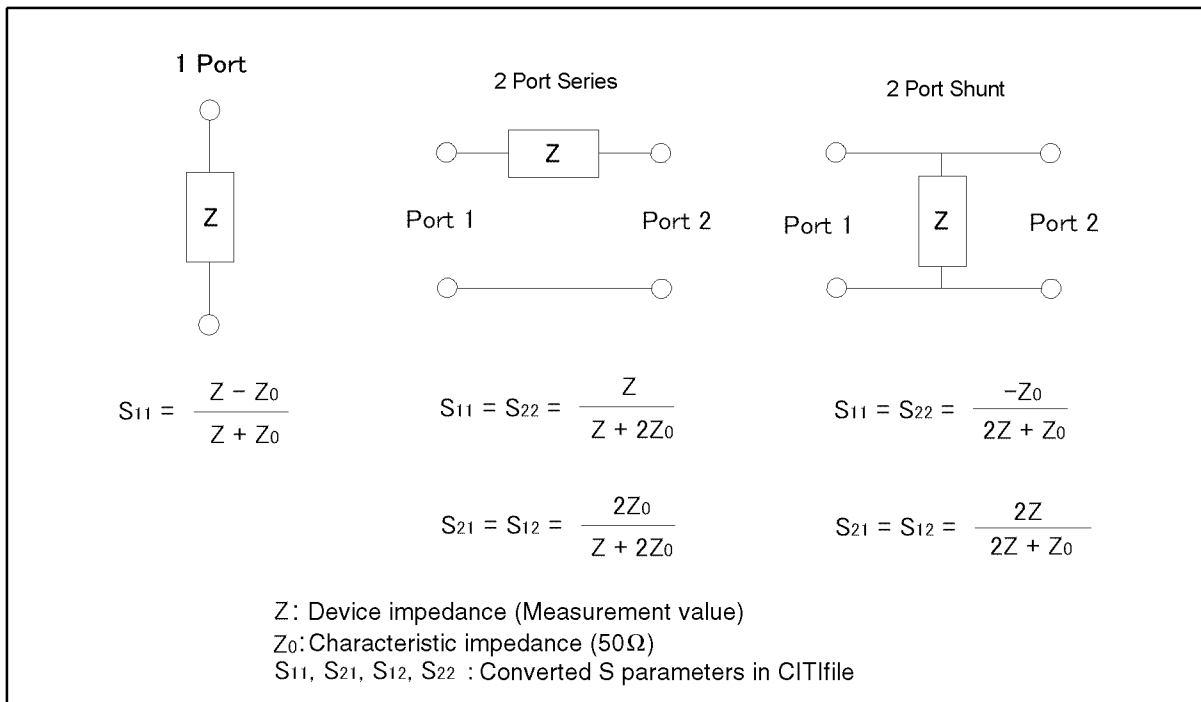 1 Port
Z
S11 = Z − Z0 / Z + Z0
2 Port Series
Z
Port 1
Port 2
S11 = S22 = Z / Z + 2Z0
S21 = S12 = 2Z0 / Z + 2Z0
2 Port Shunt
Port 1
Z
Port 2
S11 = S22 = -Z0 / 2Z + Z0
S21 = S12 = 2Z / 2Z + Z0
Z: Device impedance (Measurement value)
Z0: Characteristic impedance (50Ω)
S11, S21, S12, S22 : Converted S parameters in CITIfile